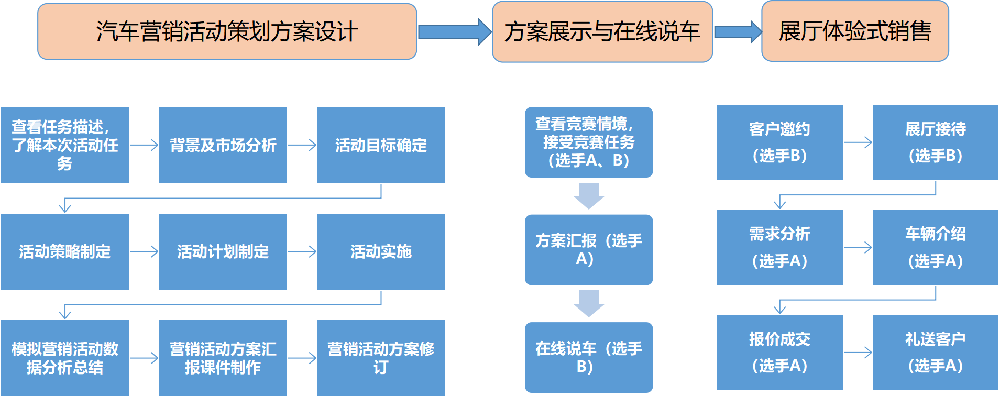 汽车营销活动策划方案设计
方案展示与在线说车
展厅体验式销售
查看任务描述，
了解本次活动任
务
背景及市场分析
活动目标确定
活动策略制定
活动计划制定
活动实施
模拟营销活动数
据分析总结
营销活动方案汇
报课件制作
营销活动方案修
订
查看竞赛情境，
接受竞赛任务
（选手A、B）
方案汇报（选手
A）
在线说车（选手
B）
客户邀约
（选手B）
展厅接待
（选手B）
需求分析
（选手A）
车辆介绍
（选手A）
报价成交
（选手A）
礼送客户
（选手A）